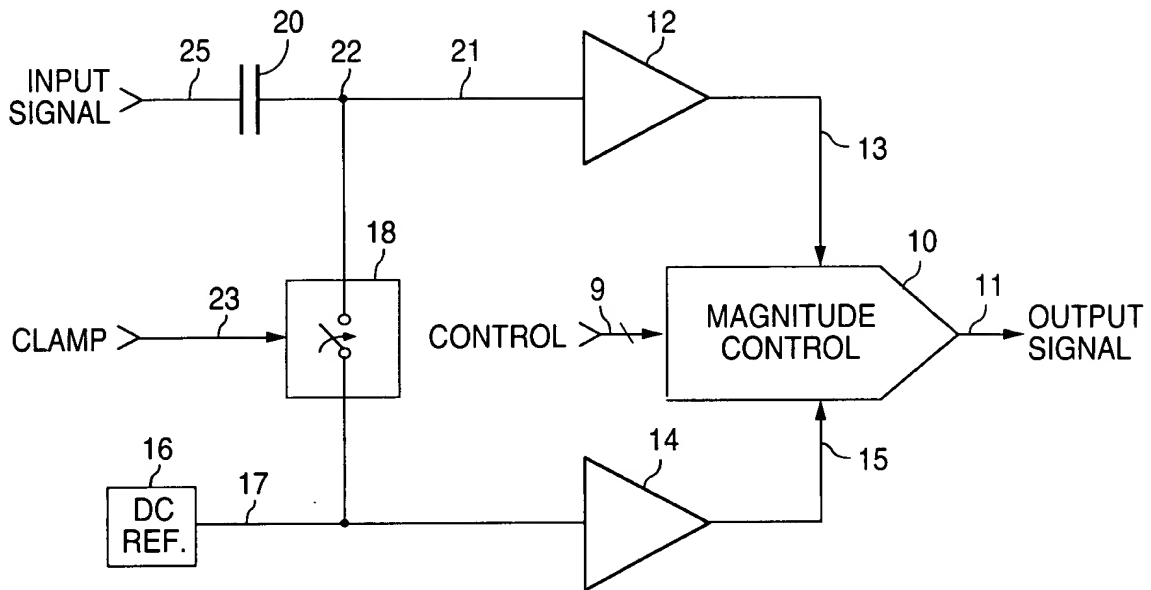 20
12
25
22
21
INPUT
SIGNAL
13
18
10
9
11
23
CLAMP
CONTROL
MAGNITUDE
CONTROL
OUTPUT
SIGNAL
16
17
14
15
DC
REF.